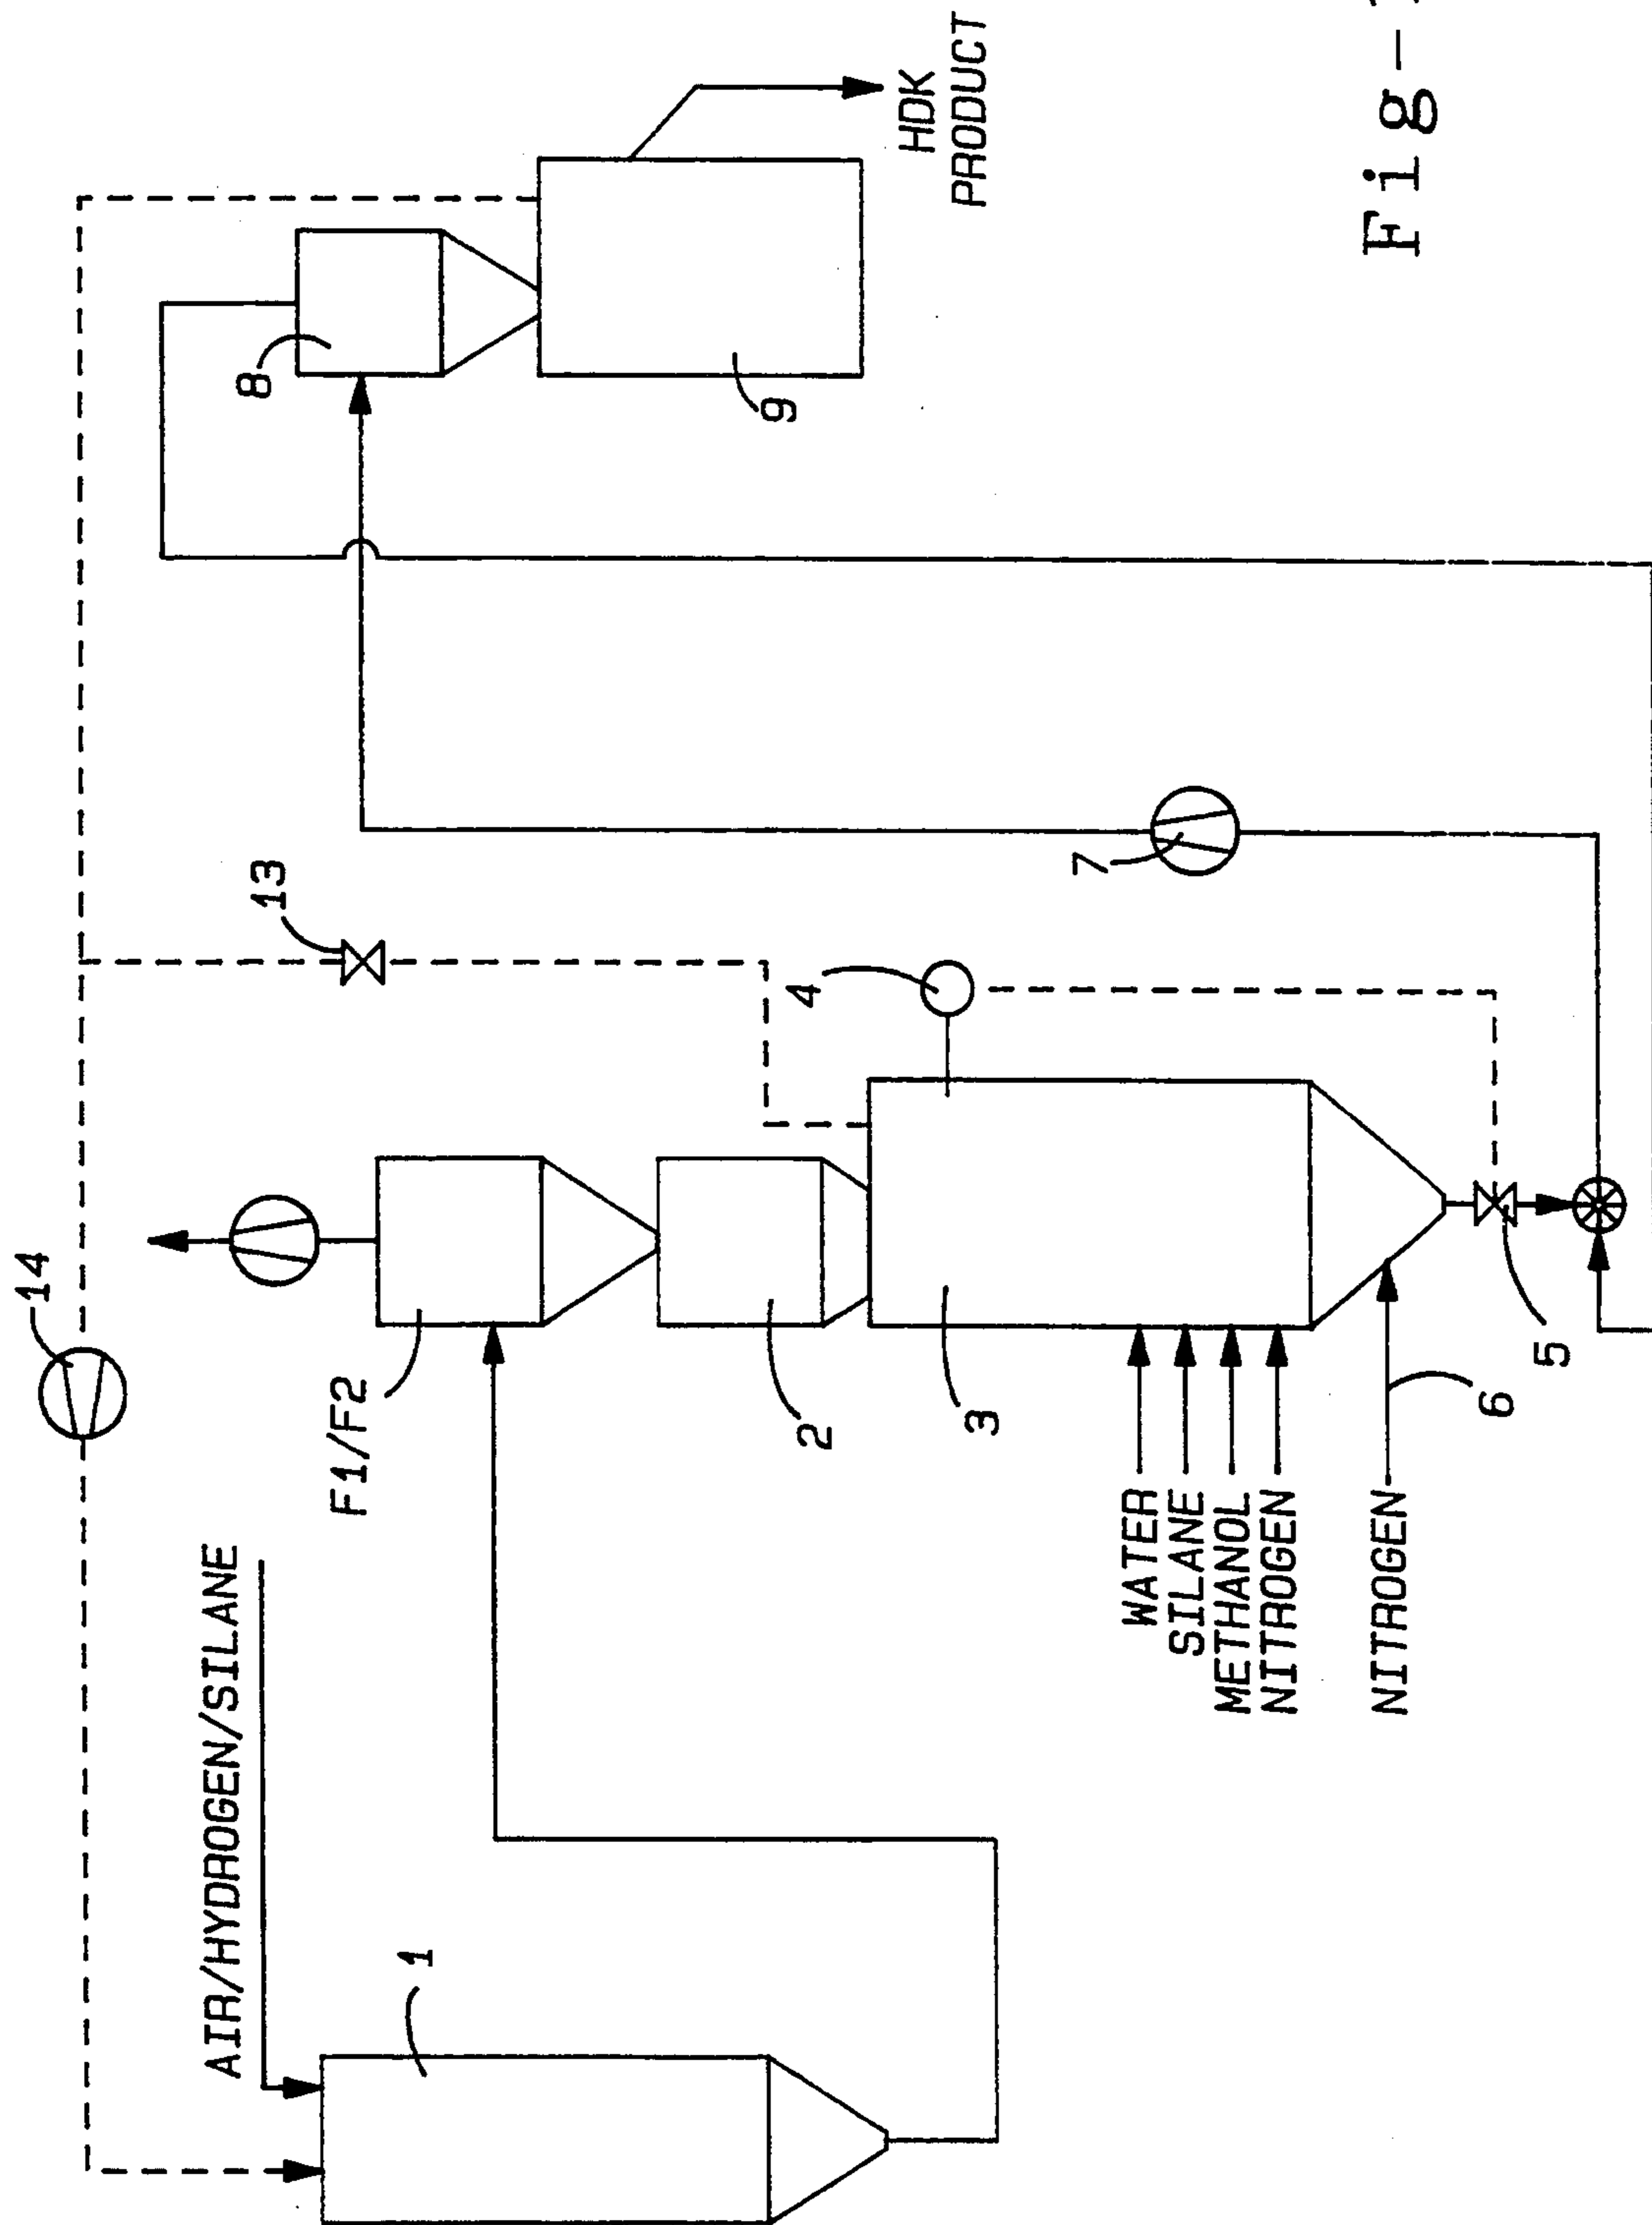 14
AIR/HYDROGEN/SILANE
8
13
F1/F2
1
9
4
2
HDK
PRODUCT
3
7
WATER
SILANE
METHANOL
NITROGEN
NITROGEN
Fig-
6
5